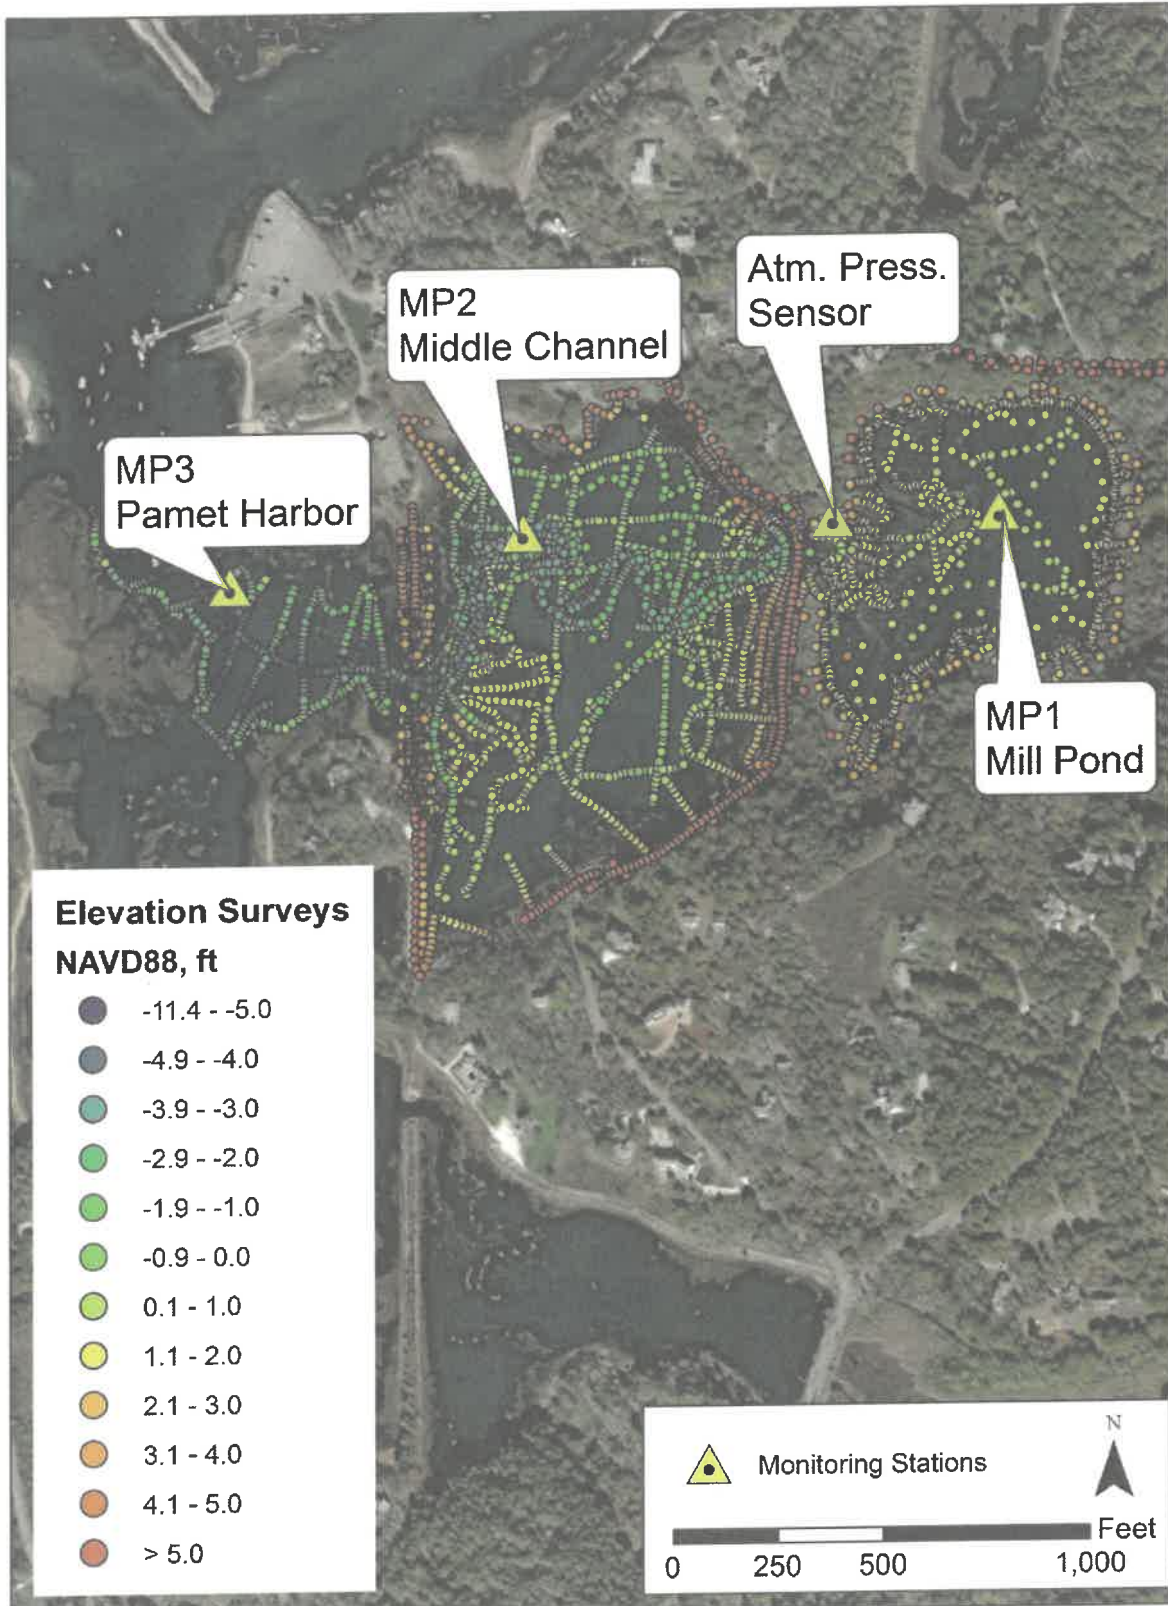 Atm. Press.
Sensor
MP2
Middle Channel
MP3
Pamet Harbor
MP1
Mill Pond
Elevation Surveys
NAVD88, ft
-11.4 - -5.0
-4.9 - -4.0
-3.9 - -3.0
-2.9 - -2.0
-1.9 - -1.0
-0.9 - 0.0
0.1 - 1.0
1.1 - 2.0
2.1 - 3.0
3.1 - 4.0
4.1 - 5.0
> 5.0
N
Monitoring Stations
Feet
0 250 500 1,000